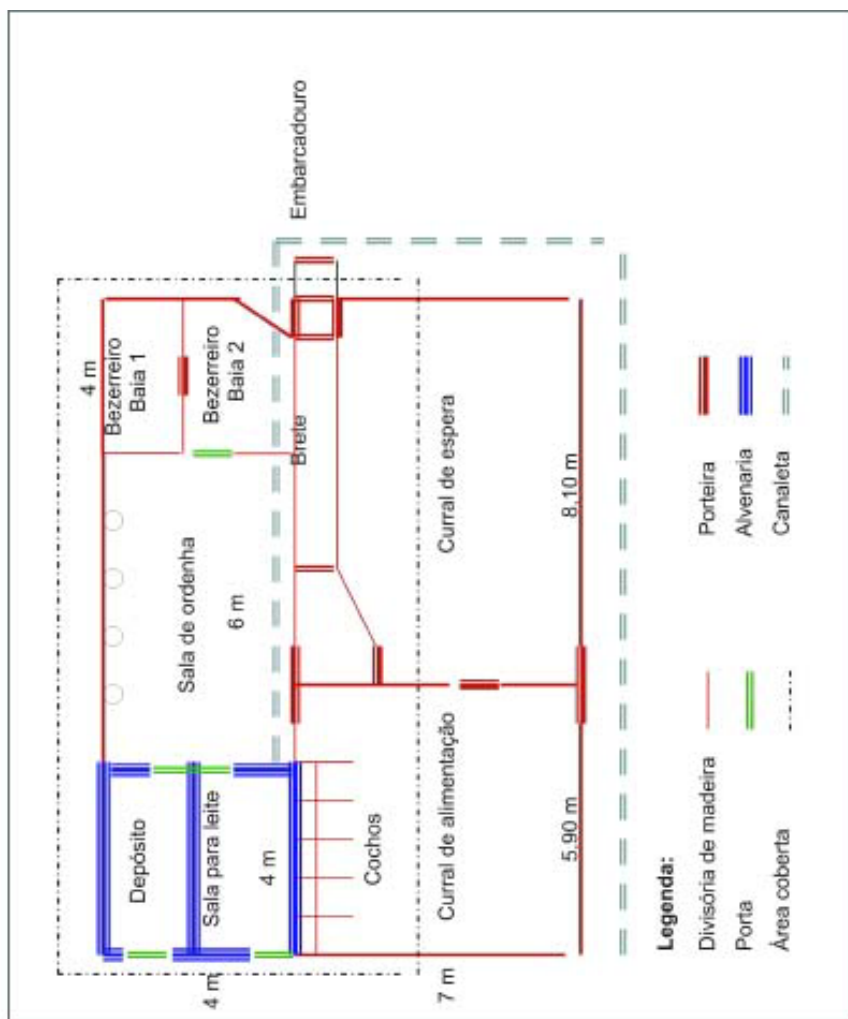 4 m
Bezerreiro
Baia 1
Bezerreiro
Baia 2
Embarcadouro
Brete
Sala de ordenha
6 m
Depósito
Sala para leite
4 m
4 m
Cochos
Curral de alimentação
Curral de espera
7 m
5,90 m
8,10 m
Legenda:
Divisória de madeira
Porta
Área coberta
Porteira
Alvenaria
Canaleta